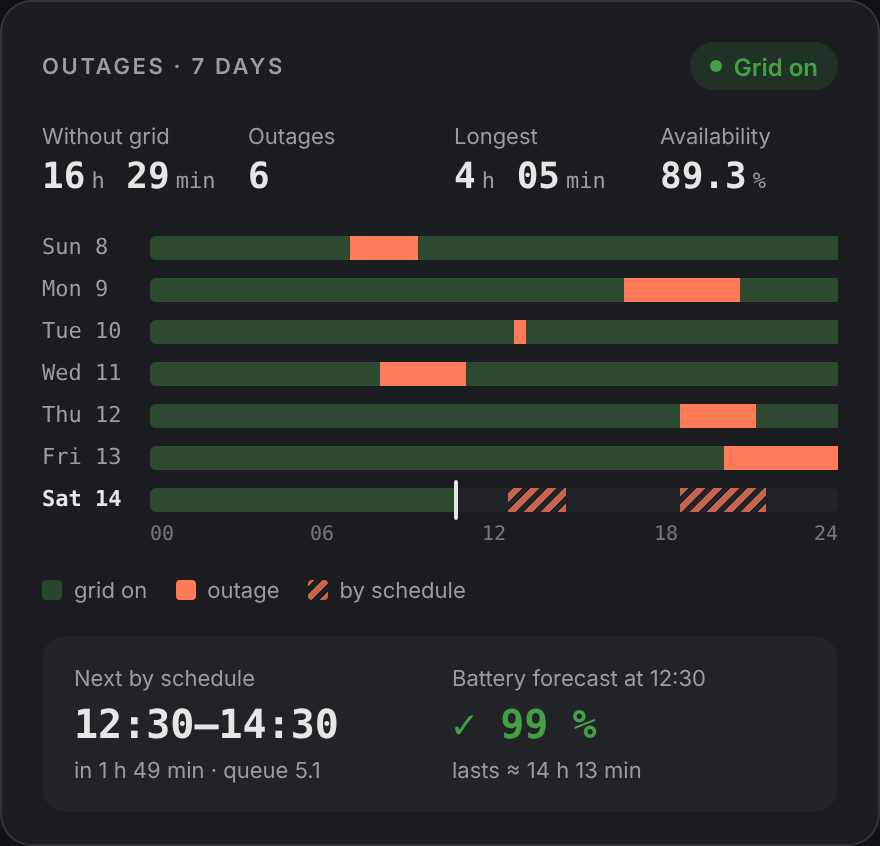 OUTAGES · 7 DAYS
Grid on
Without grid Outages Longest Availability
16 h 29 min 6 4 h 05 min 89.3 %
Sun 8
Mon 9
Tue 10
Wed 11
Thu 12
Fri 13
Sat 14
00 06 12 18 24
grid on outage by schedule
Next by schedule Battery forecast at 12:30
12:30–14:30 ✓ 99 %
in 1 h 49 min · queue 5.1 lasts ≈ 14 h 13 min